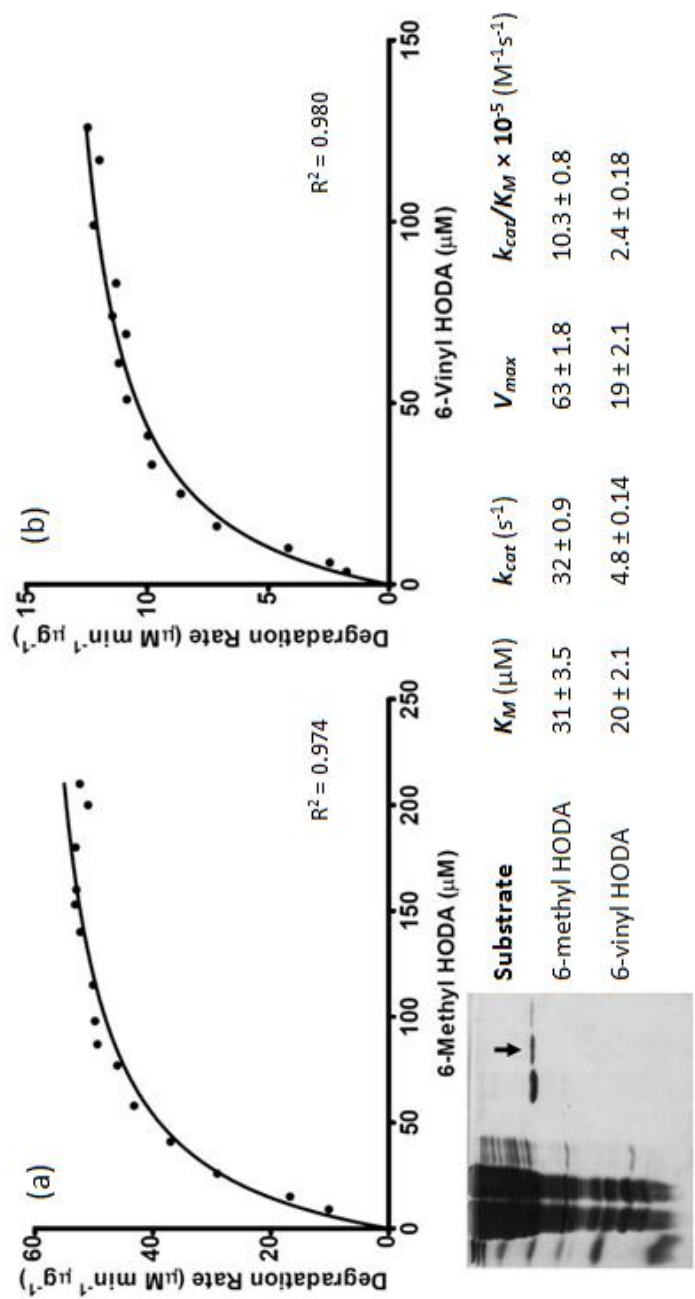 (a)
Degradation Rate (µM min⁻¹ µg⁻¹)
60
40
20
0
0 50 100 150 200 250
6-Methyl HODA (µM)
R² = 0.974
(b)
Degradation Rate (µM min⁻¹ µg⁻¹)
15
10
5
0
0 50 100 150
6-Vinyl HODA (µM)
R² = 0.980
Substrate K_M (µM) k_cat (s⁻¹) V_max k_cat/K_M × 10⁻⁵ (M⁻¹s⁻¹)
6-methyl HODA 31 ± 3.5 32 ± 0.9 63 ± 1.8 10.3 ± 0.8
6-vinyl HODA 20 ± 2.1 4.8 ± 0.14 19 ± 2.1 2.4 ± 0.18